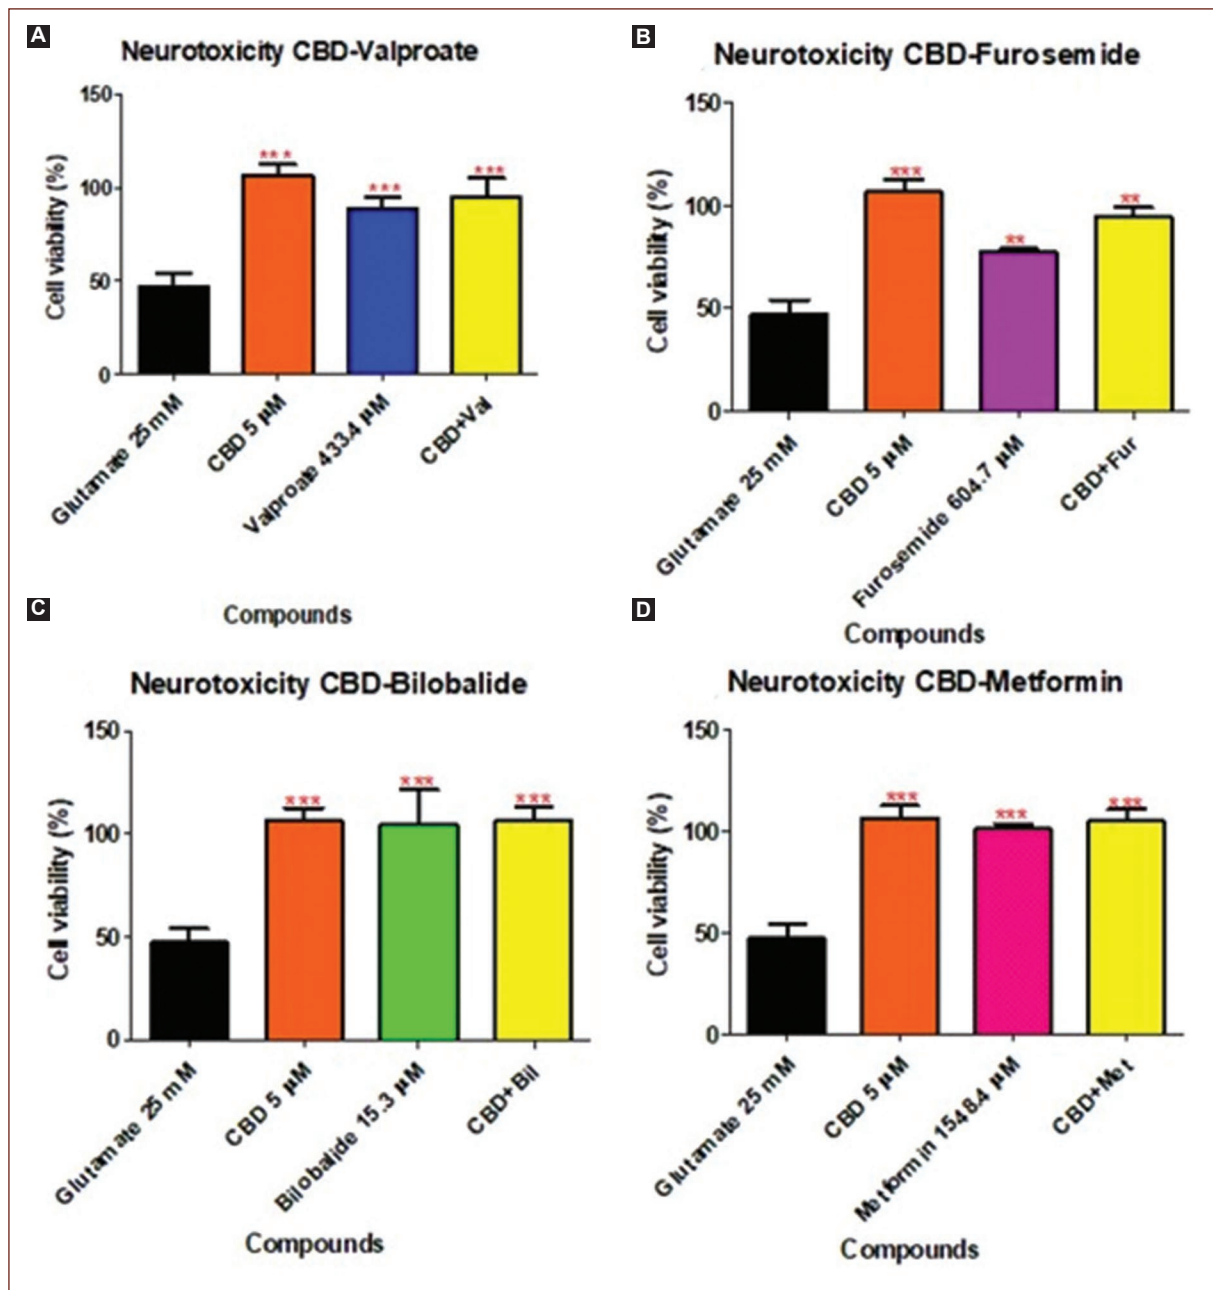 A
Neurotoxicity CBD-Valproate
Cell viability (%)
150
100
50
0
***
***
***
Glutamate 25 mM
CBD 5 µM
Valproate 433.4 µM
CBD+Val
Compounds
B
Neurotoxicity CBD-Furosemide
Cell viability (%)
150
100
50
0
***
**
**
Glutamate 25 mM
CBD 5 µM
Furosemide 604.7 µM
CBD+Fur
Compounds
C
Neurotoxicity CBD-Bilobalide
Cell viability (%)
150
100
50
0
***
***
***
Glutamate 25 mM
CBD 5 µM
Bilobalide 15.3 µM
CBD+Bil
Compounds
D
Neurotoxicity CBD-Metformin
Cell viability (%)
150
100
50
0
***
***
***
Glutamate 25 mM
CBD 5 µM
Metformin 1548.4 µM
CBD+Met
Compounds